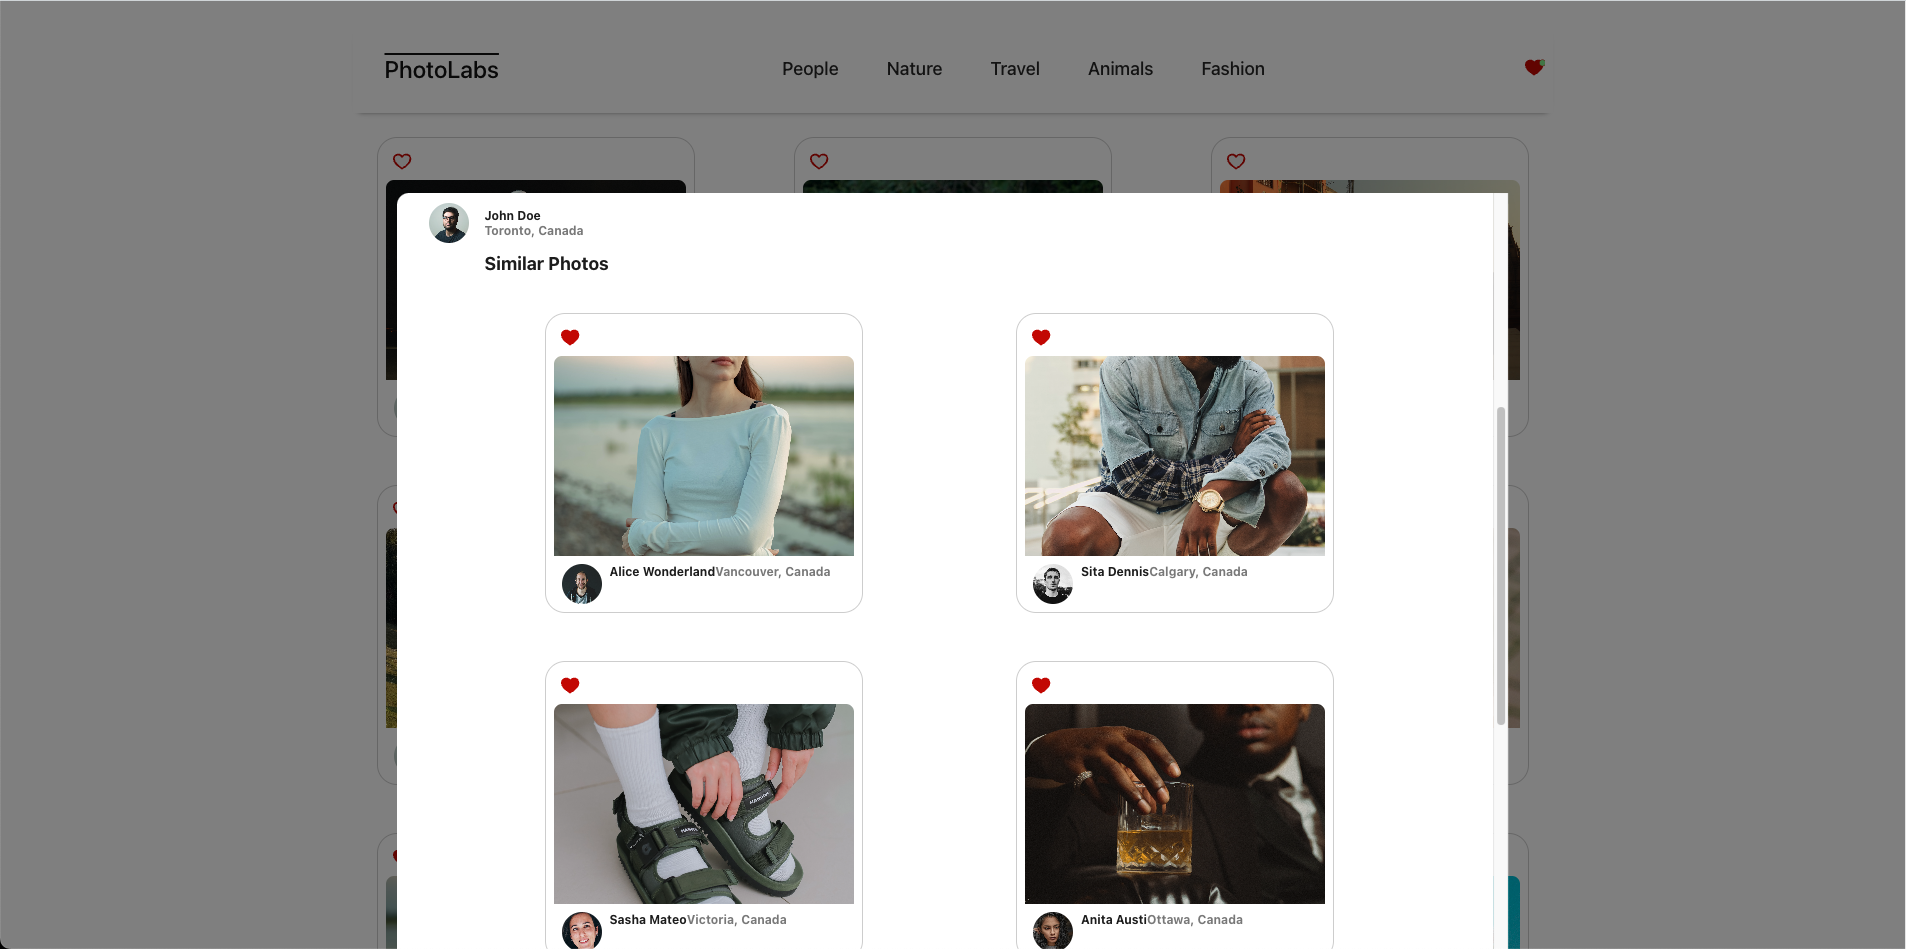 PhotoLabs
People Nature Travel Animals Fashion
John Doe
Toronto, Canada
Similar Photos
Alice WonderlandVancouver, Canada
Sita DennisCalgary, Canada
Sasha MateoVictoria, Canada
Anita AustiOttawa, Canada